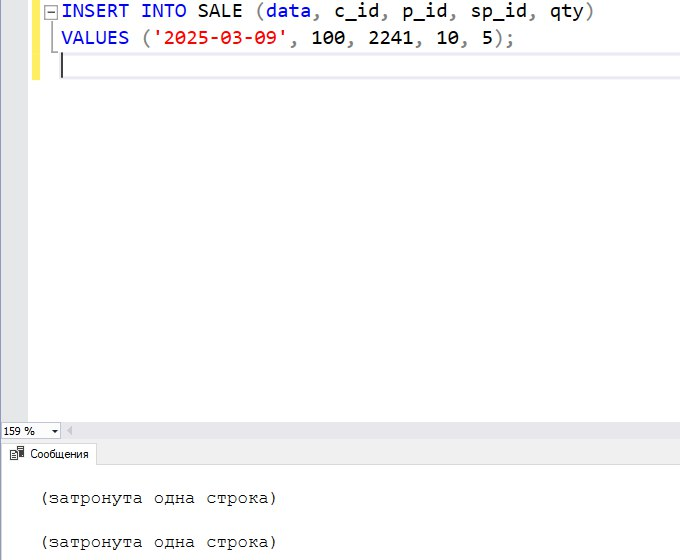 INSERT INTO SALE (data, c_id, p_id, sp_id, qty)
VALUES ('2025-03-09', 100, 2241, 10, 5);
159 %
Сообщения
(затронута одна строка)
(затронута одна строка)